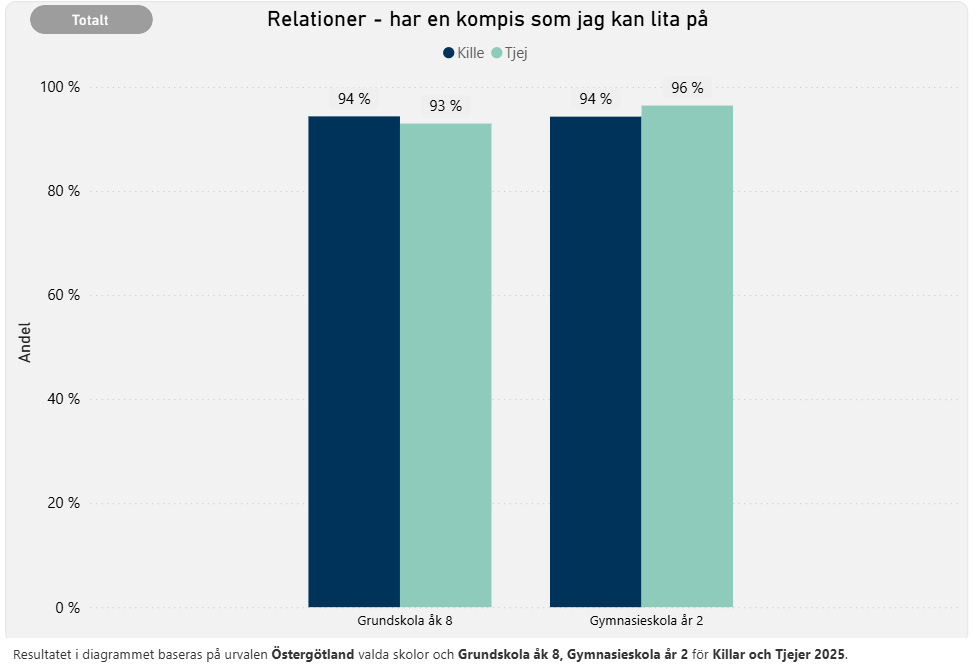 Totalt
Relationer - har en kompis som jag kan lita på
Kille Tjej
100 %
80 %
60 %
40 %
20 %
0 %
Andel
94 %
93 %
94 %
96 %
Grundskola åk 8
Gymnasieskola år 2
Resultatet i diagrammet baseras på urvalen Östergötland valda skolor och Grundskola åk 8, Gymnasieskola år 2 för Killar och Tjejer 2025.